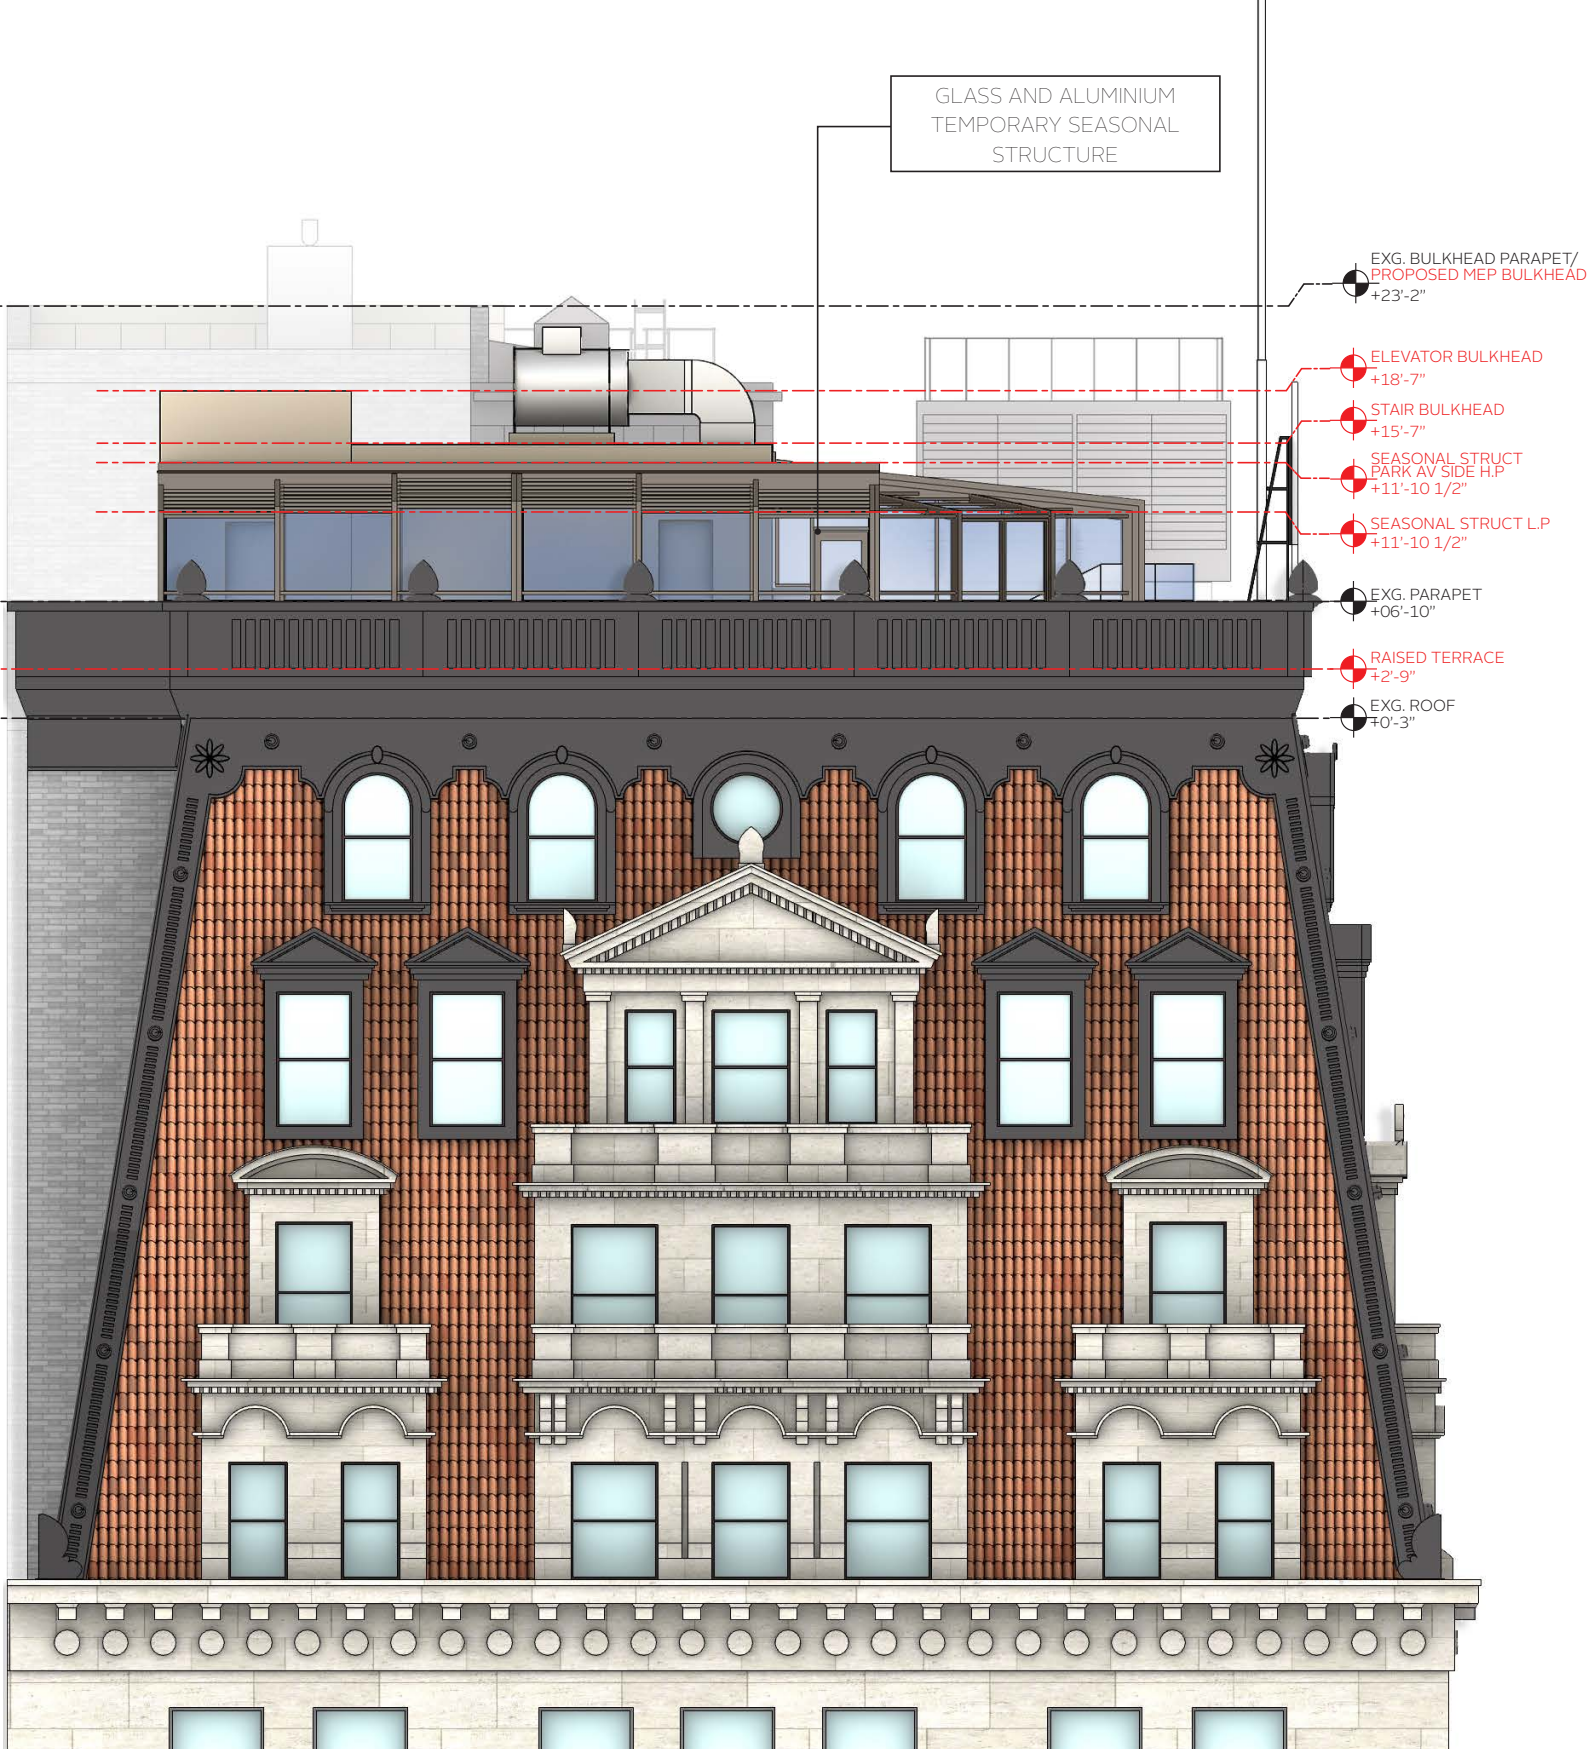 GLASS AND ALUMINIUM
TEMPORARY SEASONAL
STRUCTURE
EXG. BULKHEAD PARAPET/
PROPOSED MEP BULKHEAD
+23'-2"
ELEVATOR BULKHEAD
+18'-7"
STAIR BULKHEAD
+15'-7"
SEASONAL STRUCT
PARK AV SIDE H.P
+11'-10 1/2"
SEASONAL STRUCT L.P
+11'-10 1/2"
EXG. PARAPET
+06'-10"
RAISED TERRACE
+2'-9"
EXG. ROOF
+0'-3"